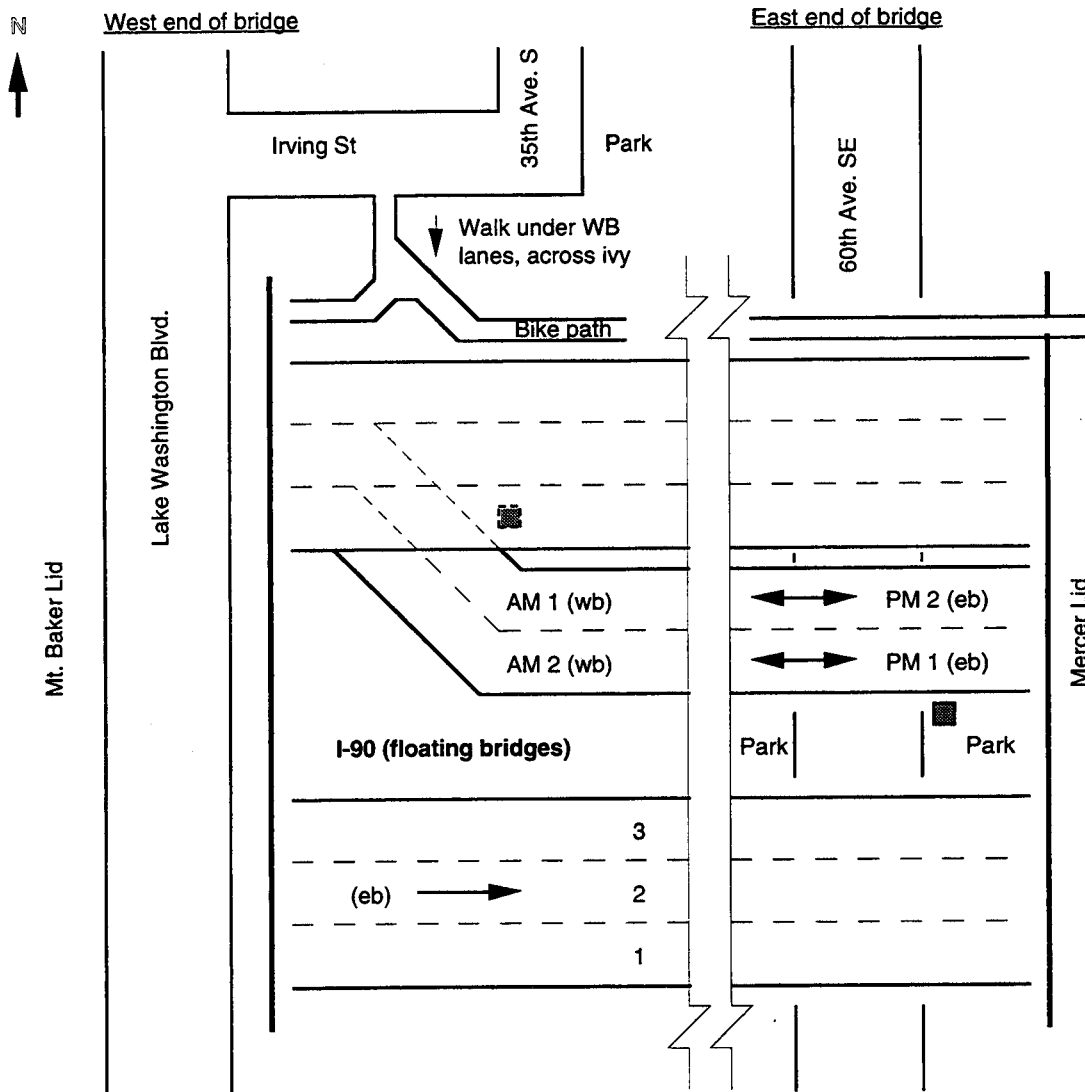 N
West end of bridge
East end of bridge
Irving St
35th Ave. S
Park
60th Ave. SE
Walk under WB
lanes, across ivy
Bike path
Lake Washington Blvd.
Mt. Baker Lid
AM 1 (wb)
PM 2 (eb)
AM 2 (wb)
PM 1 (eb)
Mercer Lid
I-90 (floating bridges)
Park
Park
3
(eb)
2
1